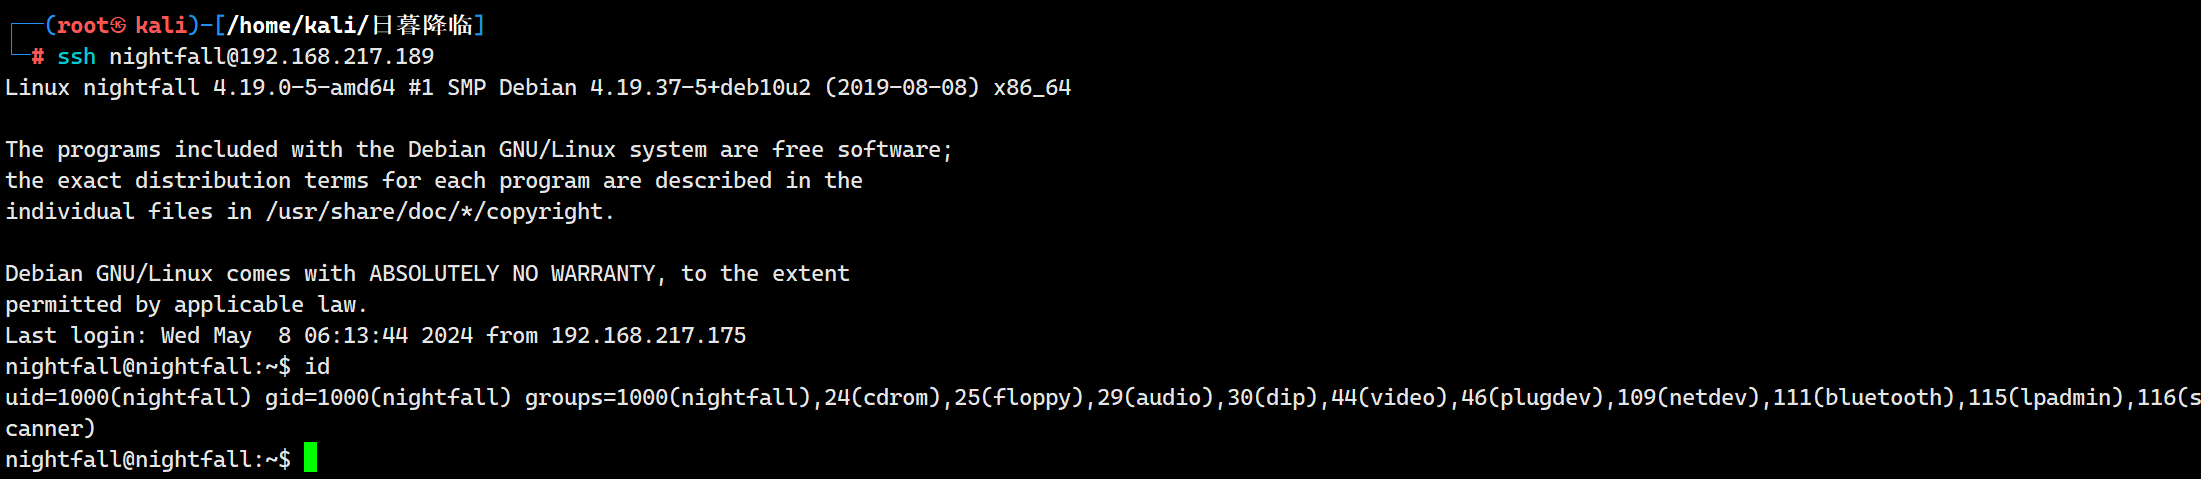 ┌──(root㉿kali)-[/home/kali/日暮降临]
└─# ssh nightfall@192.168.217.189
Linux nightfall 4.19.0-5-amd64 #1 SMP Debian 4.19.37-5+deb10u2 (2019-08-08) x86_64
The programs included with the Debian GNU/Linux system are free software;
the exact distribution terms for each program are described in the
individual files in /usr/share/doc/*/copyright.
Debian GNU/Linux comes with ABSOLUTELY NO WARRANTY, to the extent
permitted by applicable law.
Last login: Wed May  8 06:13:44 2024 from 192.168.217.175
nightfall@nightfall:~$ id
uid=1000(nightfall) gid=1000(nightfall) groups=1000(nightfall),24(cdrom),25(floppy),29(audio),30(dip),44(video),46(plugdev),109(netdev),111(bluetooth),115(lpadmin),116(s
canner)
nightfall@nightfall:~$